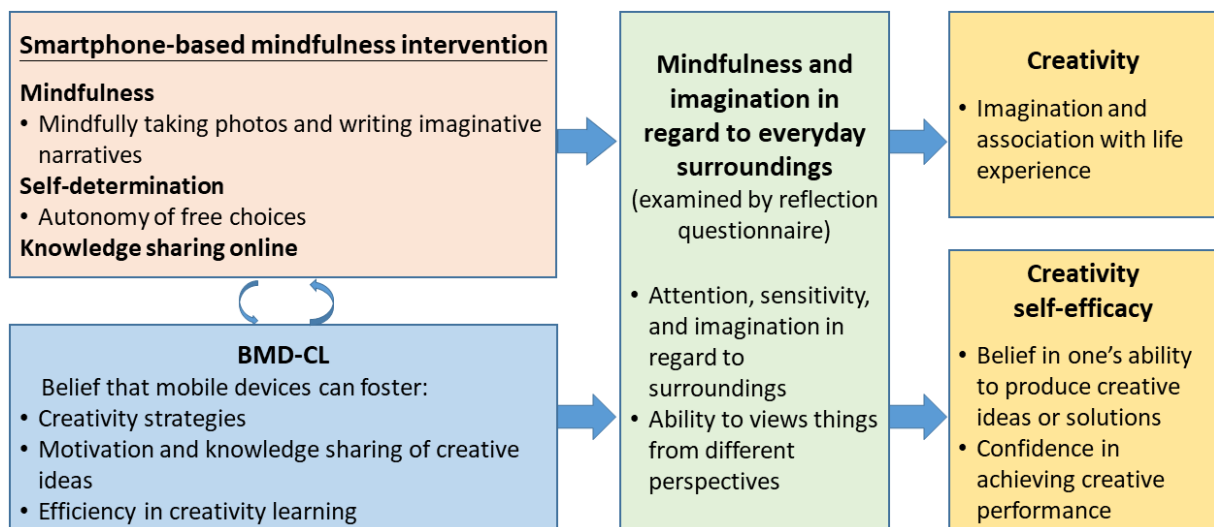 Smartphone-based mindfulness intervention
Mindfulness
• Mindfully taking photos and writing imaginative
narratives
Self-determination
• Autonomy of free choices
Knowledge sharing online
BMD-CL
Belief that mobile devices can foster:
• Creativity strategies
• Motivation and knowledge sharing of creative
ideas
• Efficiency in creativity learning
Mindfulness and
imagination in
regard to everyday
surroundings
(examined by reflection
questionnaire)
• Attention, sensitivity,
and imagination in
regard to
surroundings
• Ability to views things
from different
perspectives
Creativity
• Imagination and
association with life
experience
Creativity
self-efficacy
• Belief in one’s ability
to produce creative
ideas or solutions
• Confidence in
achieving creative
performance